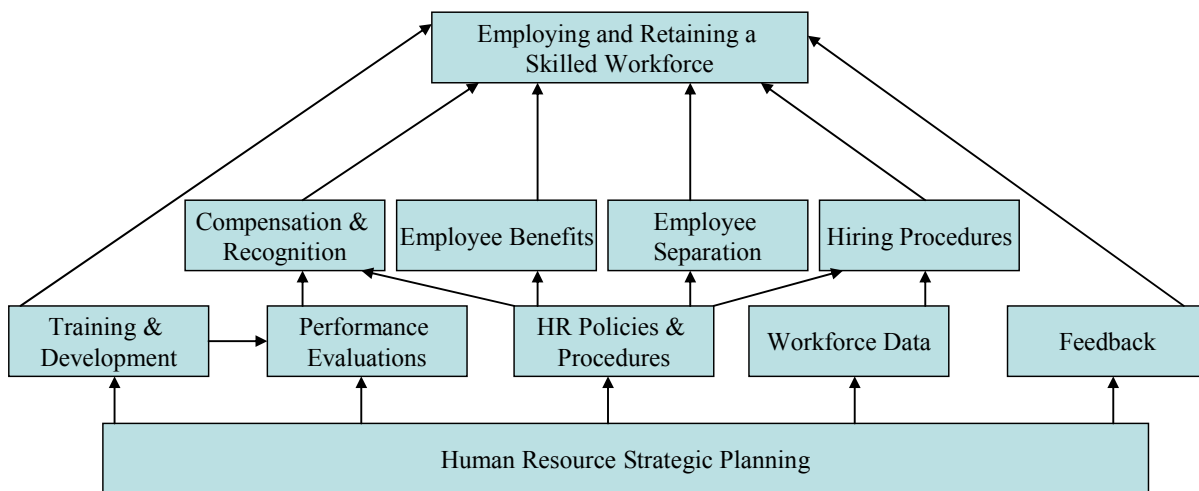 Employing and Retaining a
Skilled Workforce
Compensation &
Recognition
Employee Benefits
Employee
Separation
Hiring Procedures
Training &
Development
Performance
Evaluations
HR Policies &
Procedures
Workforce Data
Feedback
Human Resource Strategic Planning